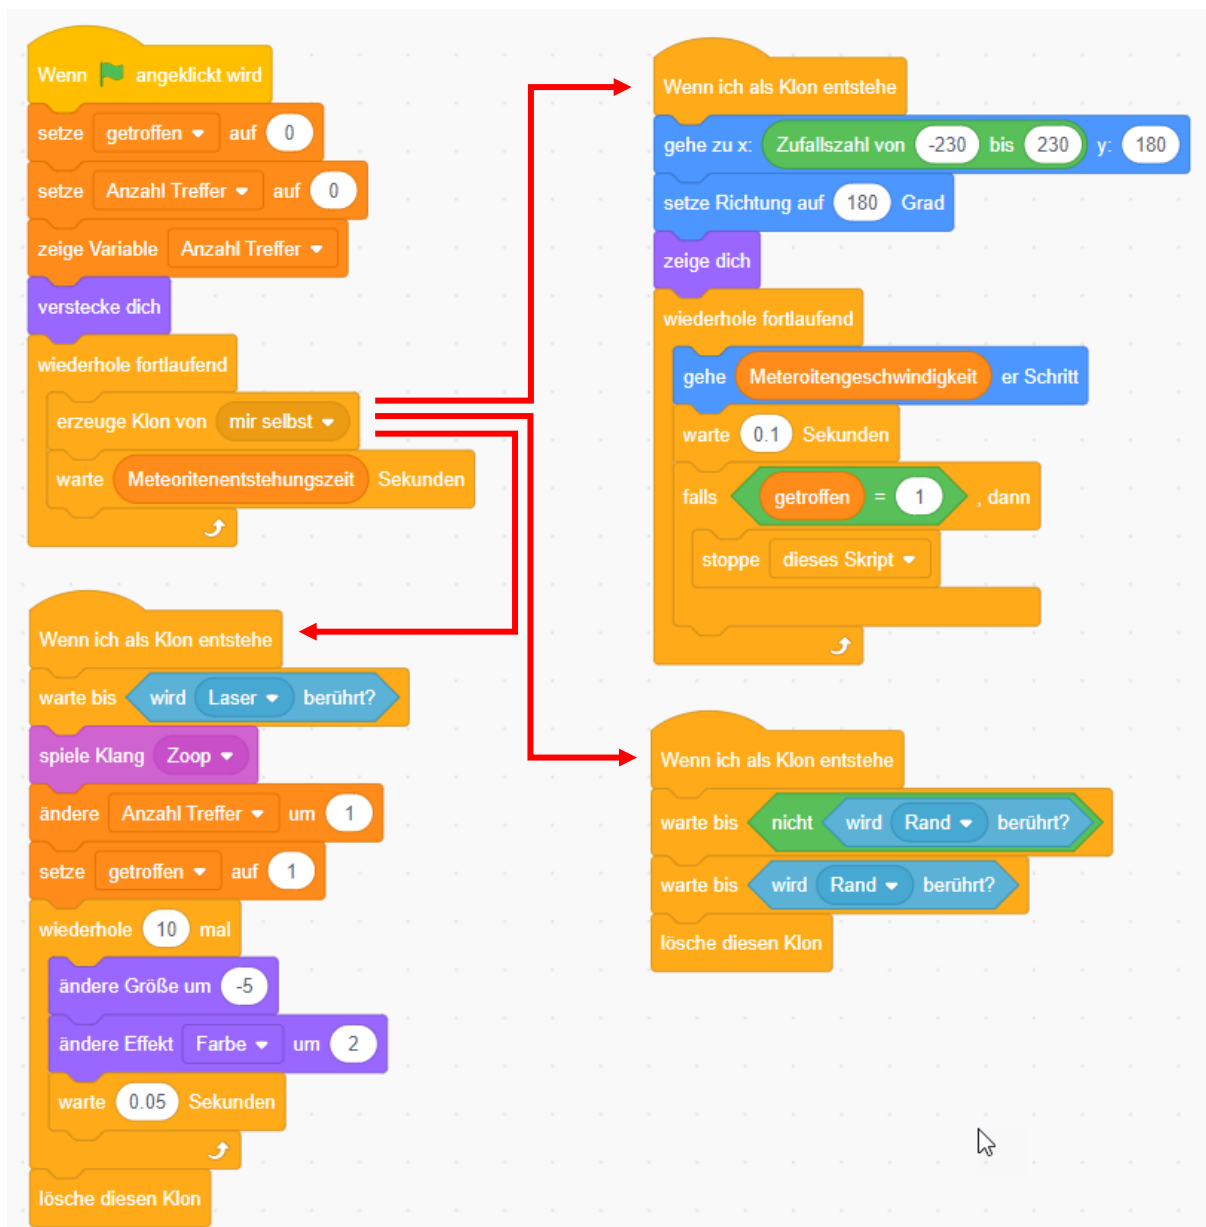 Wenn angeklickt wird
setze getroffen auf 0
setze Anzahl Treffer auf 0
zeige Variable Anzahl Treffer
verstecke dich
wiederhole fortlaufend
erzeuge Klon von mir selbst
warte Meteoritenentstehungszeit Sekunden
Wenn ich als Klon entstehe
warte bis wird Laser berührt?
spiele Klang Zoop
ändere Anzahl Treffer um 1
setze getroffen auf 1
wiederhole 10 mal
ändere Größe um -5
ändere Effekt Farbe um 2
warte 0.05 Sekunden
lösche diesen Klon
Wenn ich als Klon entstehe
gehe zu x: Zufallszahl von -230 bis 230 y: 180
setze Richtung auf 180 Grad
zeige dich
wiederhole fortlaufend
gehe Meteroitengeschwindigkeit er Schritt
warte 0.1 Sekunden
falls getroffen = 1 , dann
stoppe dieses Skript
Wenn ich als Klon entstehe
warte bis nicht wird Rand berührt?
warte bis wird Rand berührt?
lösche diesen Klon